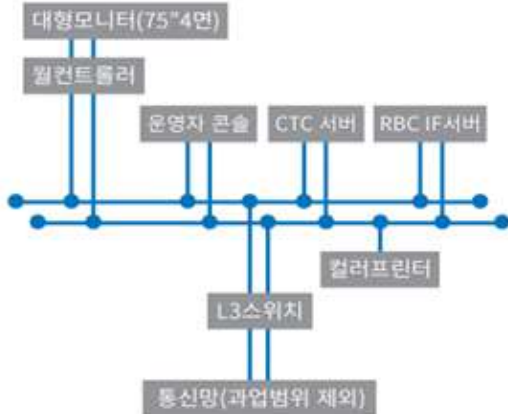 대형모니터(75"4면)
월컨트롤러
운영자 콘솔
CTC 서버
RBC IF서버
컬러프린터
L3스위치
통신망(과업범위 제외)